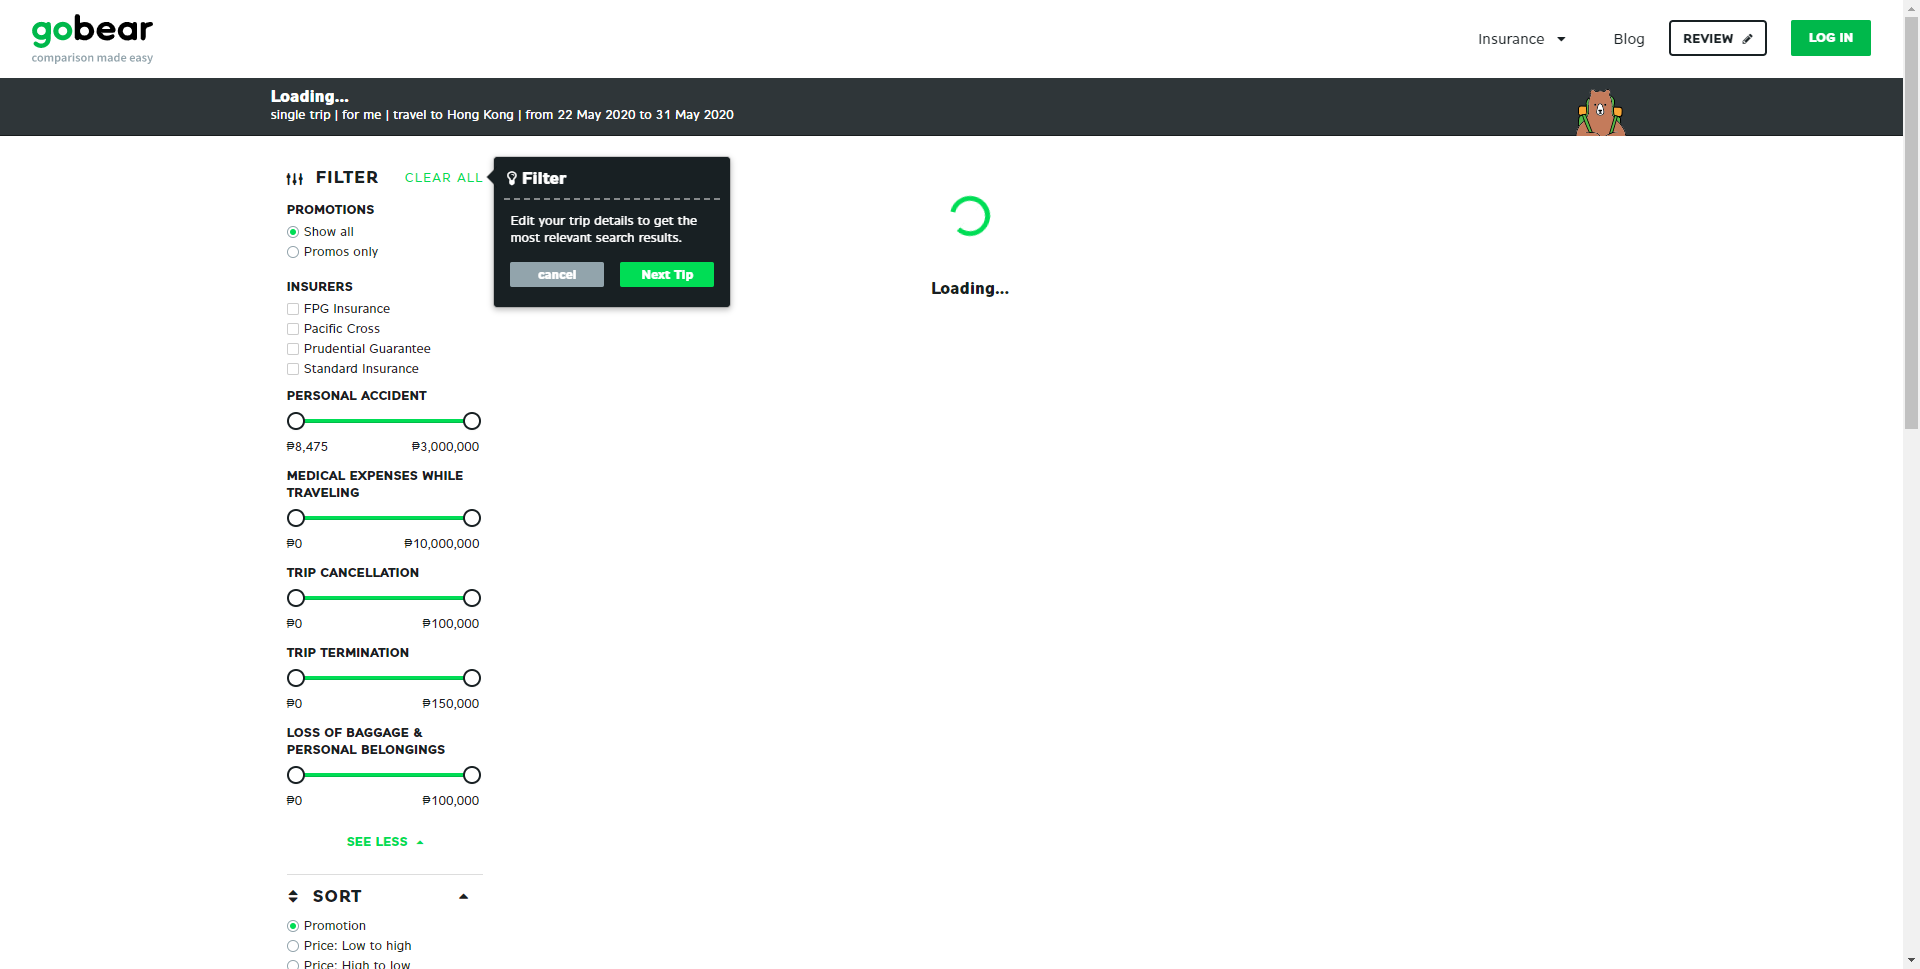 gobear
comparison made easy
Insurance
Blog
REVIEW
LOG IN
Loading...
single trip | for me | travel to Hong Kong | from 22 May 2020 to 31 May 2020
FILTER
CLEAR ALL
PROMOTIONS
Show all
Promos only
INSURERS
FPG Insurance
Pacific Cross
Prudential Guarantee
Standard Insurance
PERSONAL ACCIDENT
₱8,475 ₱3,000,000
MEDICAL EXPENSES WHILE
TRAVELING
₱0 ₱10,000,000
TRIP CANCELLATION
₱0 ₱100,000
TRIP TERMINATION
₱0 ₱150,000
LOSS OF BAGGAGE &
PERSONAL BELONGINGS
₱0 ₱100,000
SEE LESS
SORT
Promotion
Price: Low to high
Price: High to low
Filter
Edit your trip details to get the
most relevant search results.
cancel
Next Tip
Loading...